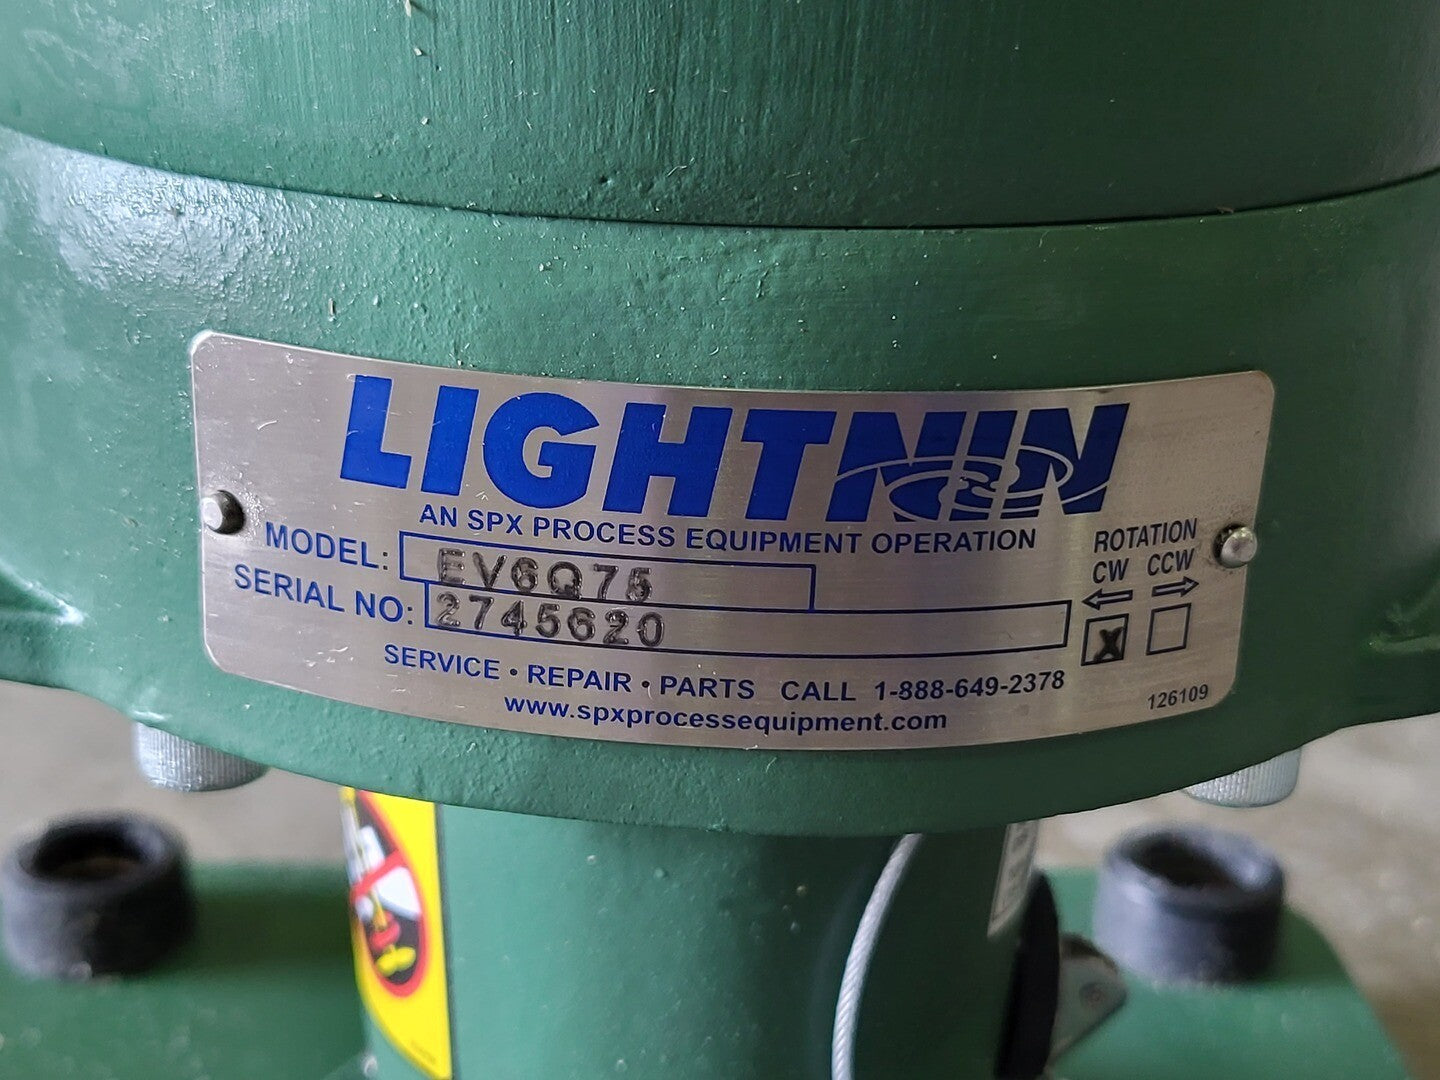 LIGHTNIN
AN SPX PROCESS EQUIPMENT OPERATION
MODEL: EV6Q75
SERIAL NO: 2745620
ROTATION
CW CCW
X
SERVICE • REPAIR • PARTS CALL 1-888-649-2378
www.spxprocessequipment.com
126109